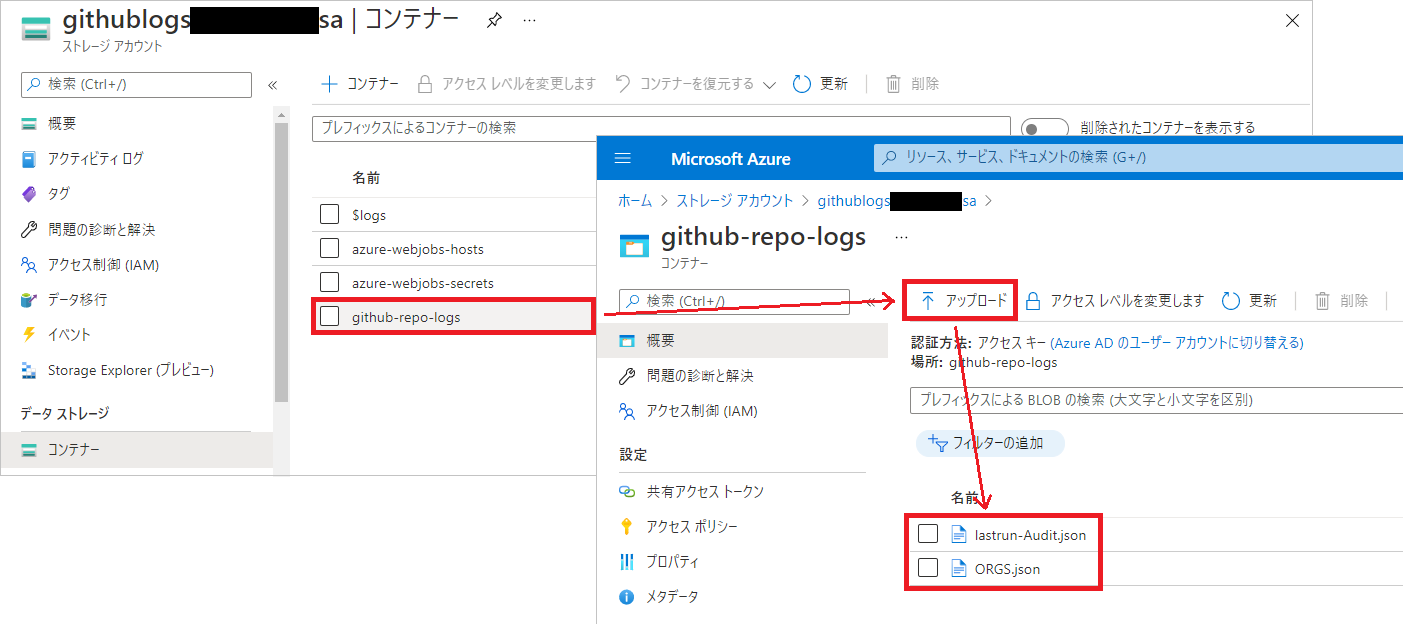 githublogs sa | コンテナー ...
ストレージ アカウント
検索 (Ctrl+/)
«
概要
アクティビティ ログ
タグ
問題の診断と解決
アクセス制御 (IAM)
データ移行
イベント
Storage Explorer (プレビュー)
データ ストレージ
コンテナー
コンテナー
アクセス レベルを変更します
コンテナーを復元する
更新
削除
プレフィックスによるコンテナーの検索
削除されたコンテナーを表示する
名前
$logs
azure-webjobs-hosts
azure-webjobs-secrets
github-repo-logs
Microsoft Azure
リソース、サービス、ドキュメントの検索 (G+/)
ホーム > ストレージ アカウント > githublogs sa >
github-repo-logs ...
コンテナー
検索 (Ctrl+/)
«
概要
問題の診断と解決
アクセス制御 (IAM)
設定
共有アクセス トークン
アクセス ポリシー
プロパティ
メタデータ
アップロード
アクセス レベルを変更します
更新
削除
認証方法: アクセス キー (Azure AD のユーザー アカウントに切り替える)
場所: github-repo-logs
プレフィックスによる BLOB の検索 (大文字と小文字を区別)
フィルターの追加
名前
lastrun-Audit.json
ORGS.json